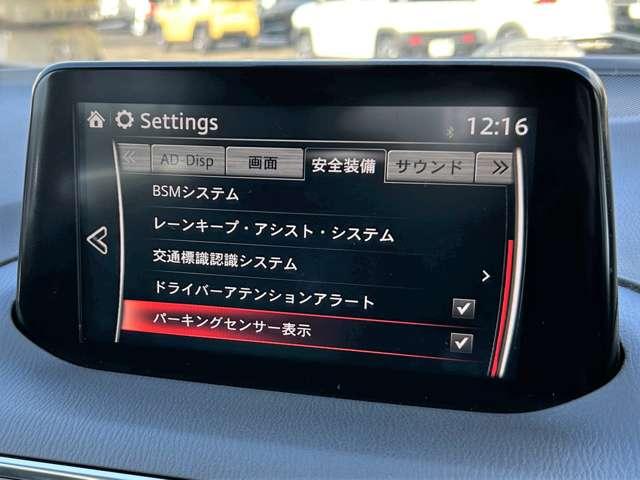 Settings
12:16
AD-Disp 画面 安全装備 サウンド
BSMシステム
レーンキープ・アシスト・システム
交通標識認識システム
ドライバーアテンションアラート
パーキングセンサー表示